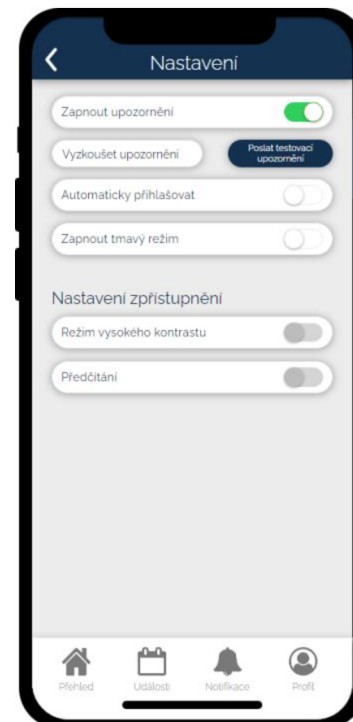 Nastavení
Zapnout upozornění
Vyzkoušet upozornění
Poslat testovací
upozornění
Automaticky přihlašovat
Zapnout tmavý režim
Nastavení zpřístupnění
Režim vysokého kontrastu
Předčítání
Přehled
Události
Notifikace
Profil